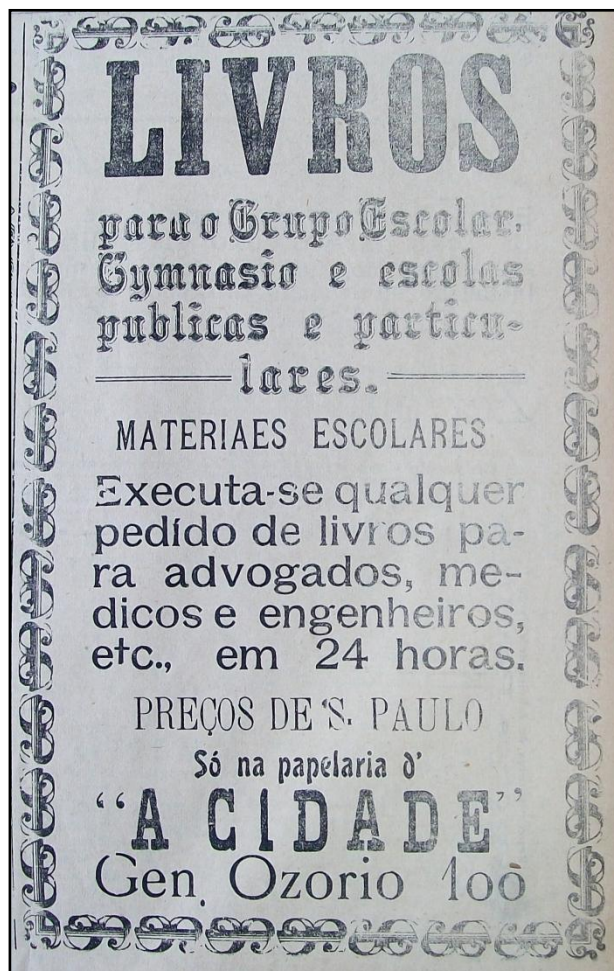 LIVROS
para o Grupo Escolar.
Gymnasio e escolas
publicas e particu-
lares.
MATERIAES ESCOLARES
Executa-se qualquer
pedido de livros pa-
ra advogados, me-
dicos e engenheiros,
etc., em 24 horas.
PREÇOS DE S. PAULO
Só na papelaria d'
“A CIDADE”
Gen. Ozorio 100